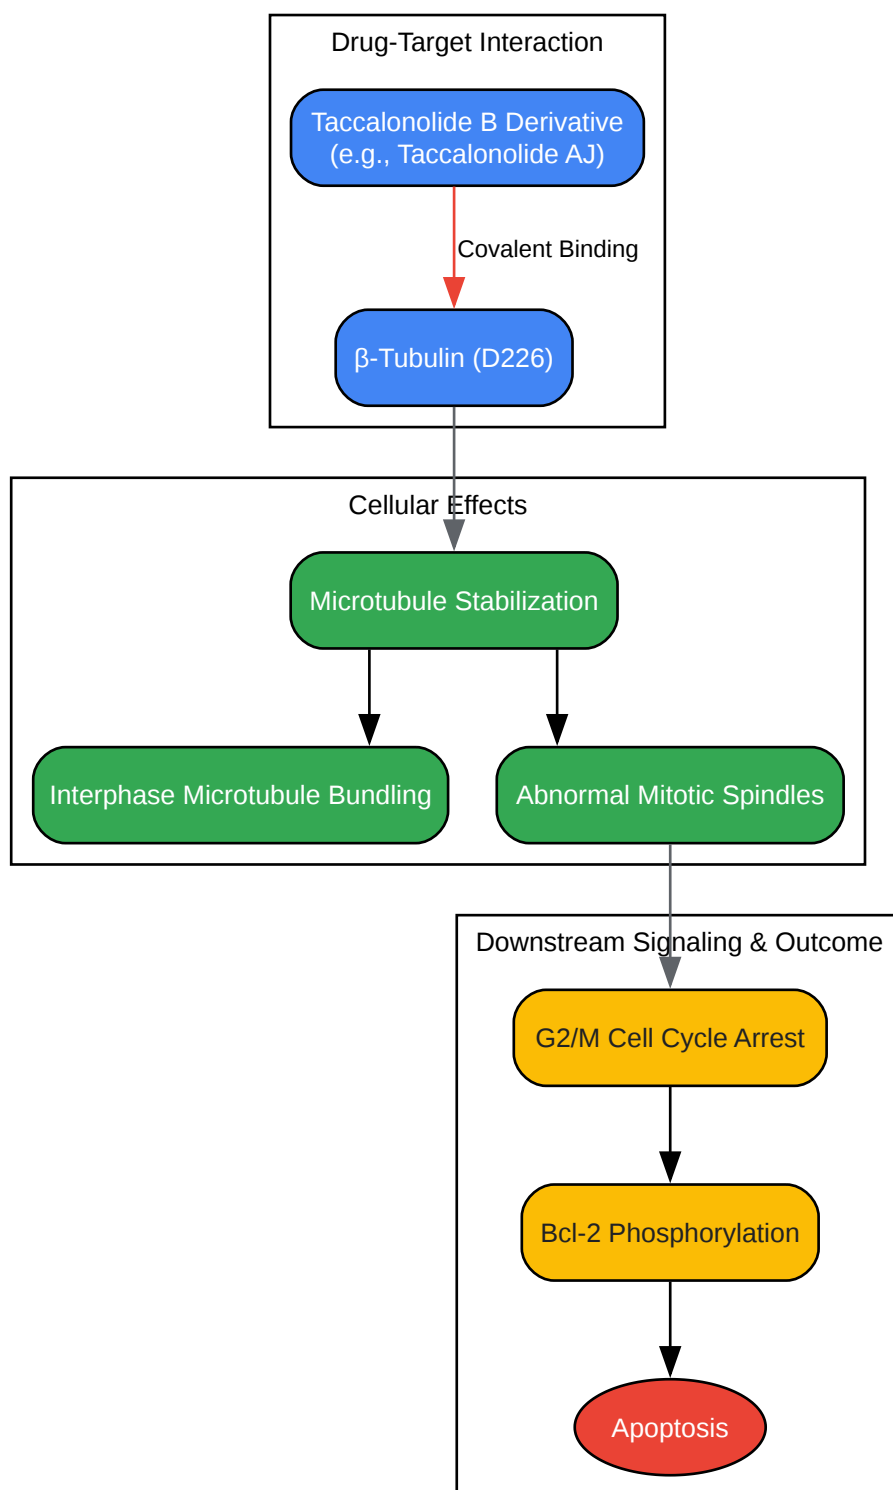 Drug-Target Interaction
Taccalonolide B Derivative
(e.g., Taccalonolide AJ)
Covalent Binding
β-Tubulin (D226)
Cellular Effects
Microtubule Stabilization
Interphase Microtubule Bundling
Abnormal Mitotic Spindles
Downstream Signaling & Outcome
G2/M Cell Cycle Arrest
Bcl-2 Phosphorylation
Apoptosis